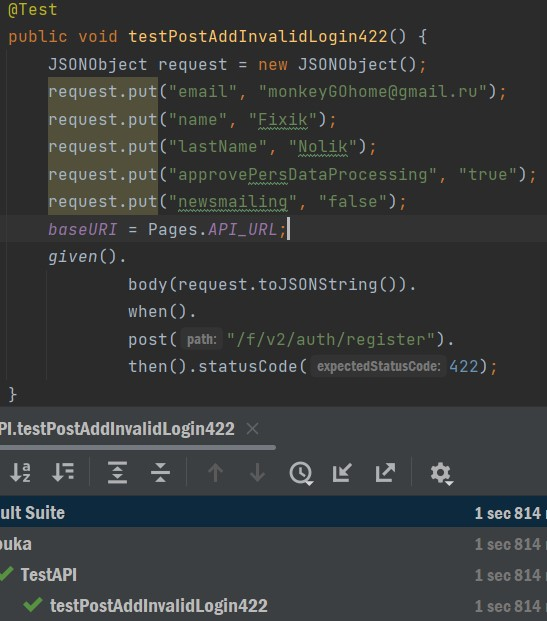 @Test
public void testPostAddInvalidLogin422() {
JSONObject request = new JSONObject();
request.put("email", "monkeyGOhome@gmail.ru");
request.put("name", "Fixik");
request.put("lastName", "Nolik");
request.put("approvePersDataProcessing", "true");
request.put("newsmailing", "false");
baseURI = Pages.API_URL;
given().
body(request.toJSONString()).
when().
post( path: "/f/v2/auth/register").
then().statusCode( expectedStatusCode: 422);
}
PI.testPostAddInvalidLogin422
ult Suite 1 sec 814
ouka 1 sec 814
TestAPI 1 sec 814
testPostAddInvalidLogin422 1 sec 814